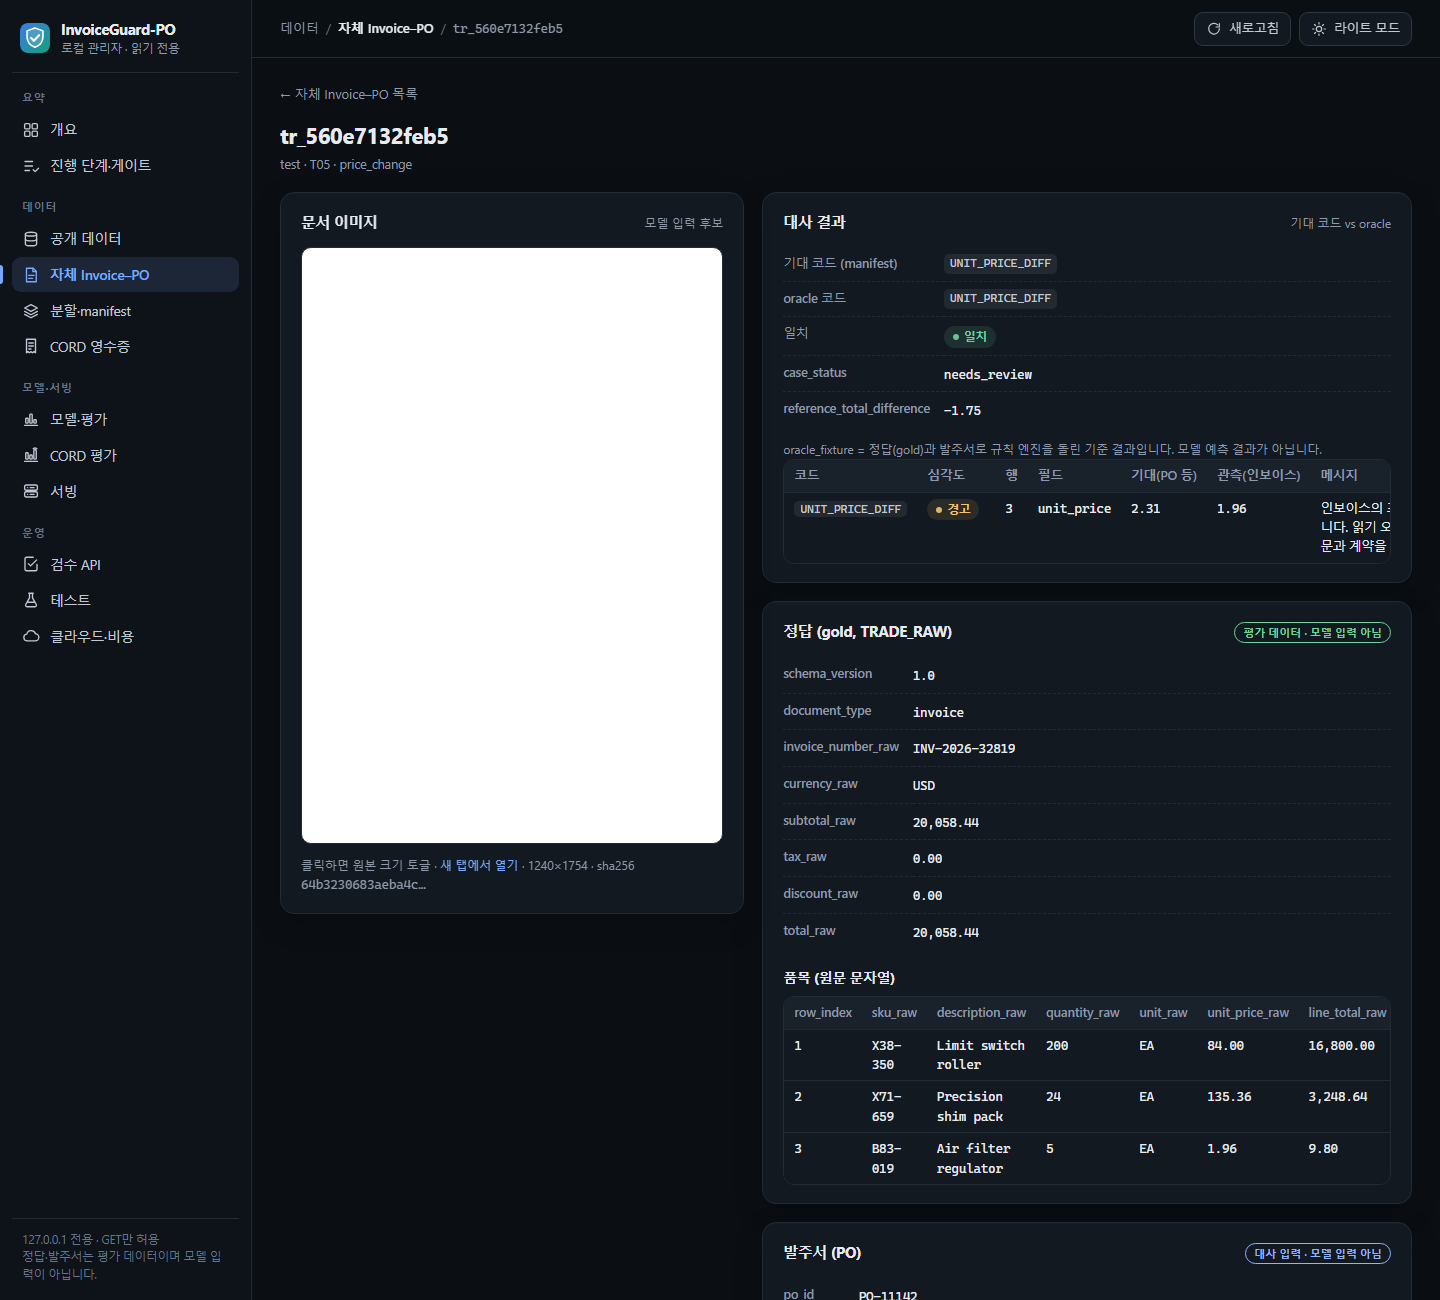 InvoiceGuard-PO
로컬 관리자 · 읽기 전용
요약
개요
진행 단계·게이트
데이터
공개 데이터
자체 Invoice–PO
분할·manifest
CORD 영수증
모델·서빙
모델·평가
CORD 평가
서빙
운영
검수 API
테스트
클라우드·비용
127.0.0.1 전용 · GET만 허용
정답·발주서는 평가 데이터이며 모델 입
력이 아닙니다.
데이터 / 자체 Invoice–PO / tr_560e7132feb5
새로고침
라이트 모드
← 자체 Invoice–PO 목록
tr_560e7132feb5
test · T05 · price_change
문서 이미지
모델 입력 후보
클릭하면 원본 크기 토글 · 새 탭에서 열기 · 1240×1754 · sha256
64b3230683aeba4c…
대사 결과
기대 코드 vs oracle
기대 코드 (manifest) UNIT_PRICE_DIFF
oracle 코드 UNIT_PRICE_DIFF
일치 일치
case_status needs_review
reference_total_difference -1.75
oracle_fixture = 정답(gold)과 발주서로 규칙 엔진을 돌린 기준 결과입니다. 모델 예측 결과가 아닙니다.
코드 심각도 행 필드 기대(PO 등) 관측(인보이스) 메시지
UNIT_PRICE_DIFF 경고 3 unit_price 2.31 1.96 인보이스의
니다. 읽기 오
문과 계약을
정답 (gold, TRADE_RAW)
평가 데이터 · 모델 입력 아님
schema_version 1.0
document_type invoice
invoice_number_raw INV-2026-32819
currency_raw USD
subtotal_raw 20,058.44
tax_raw 0.00
discount_raw 0.00
total_raw 20,058.44
품목 (원문 문자열)
row_index sku_raw description_raw quantity_raw unit_raw unit_price_raw line_total_raw
1 X38-350 Limit switch roller 200 EA 84.00 16,800.00
2 X71-659 Precision shim pack 24 EA 135.36 3,248.64
3 B83-019 Air filter regulator 5 EA 1.96 9.80
발주서 (PO)
대사 입력 · 모델 입력 아님
po_id PO-11142